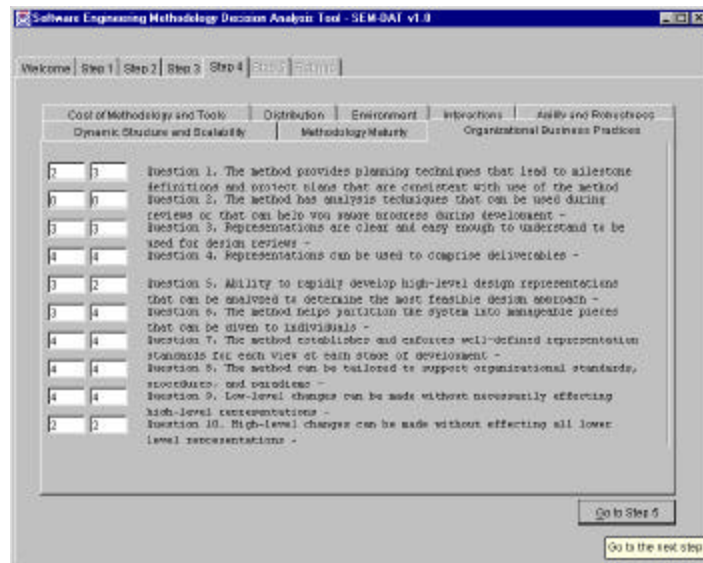 Software Engineering Methodology Decision Analysis Tool - SEM-DAT v1.0
Welcome Step 1 Step 2 Step 3 Step 4 Step 5
Cost of Methodology and Tools Distribution Environment Interactions Agility and Robustness
Dynamic Structure and Scalability Methodology Maturity Organizational Business Practices
2 3 Question 1. The method provides planning techniques that lead to milestone
definitions and project plans that are consistent with use of the method
0 0 Question 2. The method has analysis techniques that can be used during
reviews or that can help you gauge progress during development -
3 3 Question 3. Representations are clear and easy enough to understand to be
used for design reviews -
4 4 Question 4. Representations can be used to comprise deliverables -
3 2 Question 5. Ability to rapidly develop high-level design representations
that can be analyzed to determine the most feasible design approach -
3 4 Question 6. The method helps partition the system into manageable pieces
that can be given to individuals -
4 4 Question 7. The method establishes and enforces well-defined representation
standards for each view at each stage of development -
4 4 Question 8. The method can be tailored to support organizational standards,
procedures, and paradigms -
4 4 Question 9. Low-level changes can be made without necessarily effecting
high-level representations -
2 2 Question 10. High-level changes can be made without effecting all lower
level representations -
Go to Step 5
Go to the next step